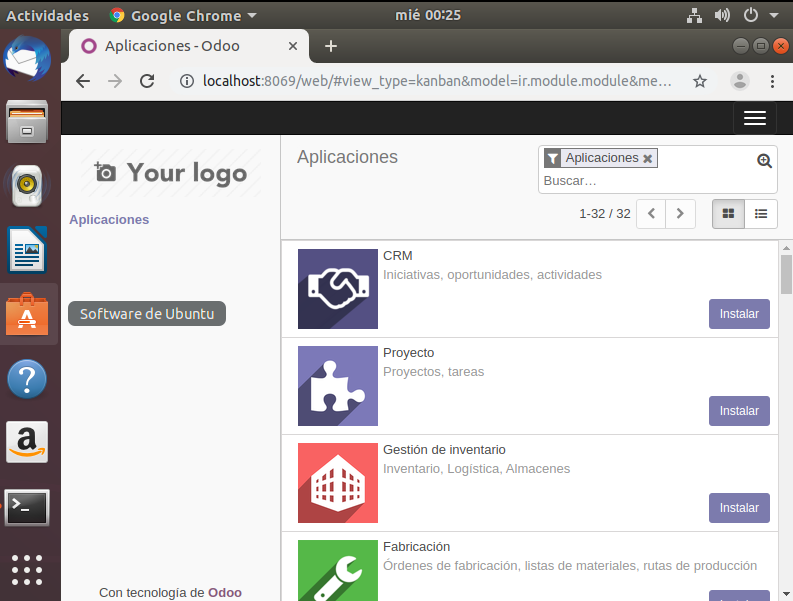 Actividades
Google Chrome
mié 00:25
Aplicaciones - Odoo
localhost:8069/web/#view_type=kanban&model=ir.module.module&me...
Your logo
Aplicaciones
Aplicaciones
Aplicaciones
Buscar...
1-32 / 32
CRM
Iniciativas, oportunidades, actividades
Instalar
Software de Ubuntu
Proyecto
Proyectos, tareas
Instalar
Gestión de inventario
Inventario, Logística, Almacenes
Instalar
Fabricación
Órdenes de fabricación, listas de materiales, rutas de producción
Instalar
Con tecnología de Odoo